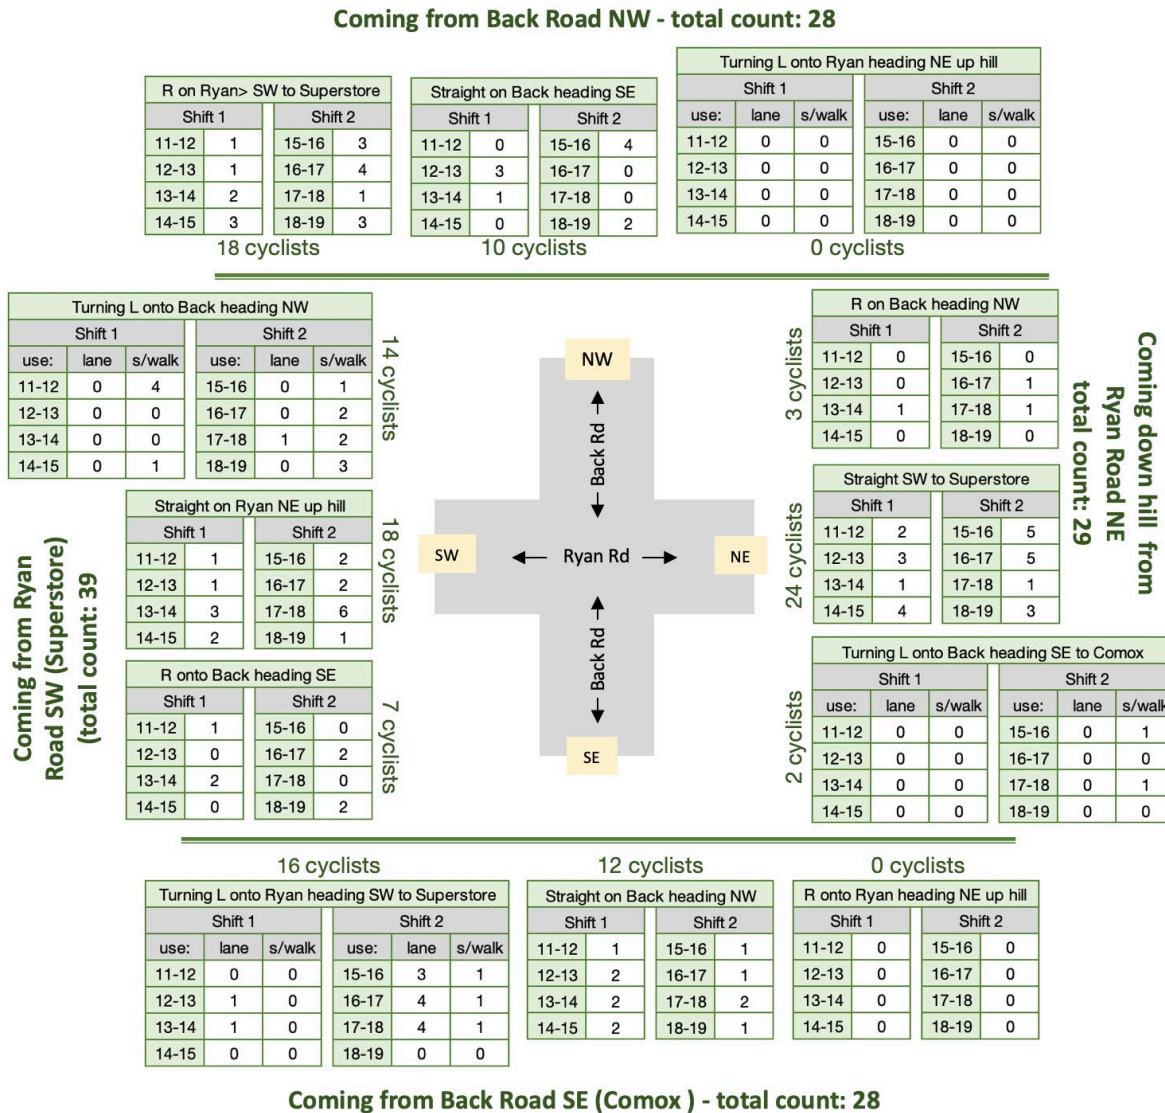 Coming from Back Road NW - total count: 28
R on Ryan> SW to Superstore
Shift 1 Shift 2
11-12 1 15-16 3
12-13 1 16-17 4
13-14 2 17-18 1
14-15 3 18-19 3
18 cyclists
Straight on Back heading SE
Shift 1 Shift 2
11-12 0 15-16 4
12-13 3 16-17 0
13-14 1 17-18 0
14-15 0 18-19 2
10 cyclists
Turning L onto Ryan heading NE up hill
Shift 1 Shift 2
use: lane s/walk use: lane s/walk
11-12 0 0 15-16 0 0
12-13 0 0 16-17 0 0
13-14 0 0 17-18 0 0
14-15 0 0 18-19 0 0
0 cyclists
Coming from Ryan
Road SW (Superstore)
(total count: 39
Turning L onto Back heading NW
Shift 1 Shift 2
use: lane s/walk use: lane s/walk
11-12 0 4 15-16 0 1
12-13 0 0 16-17 0 2
13-14 0 0 17-18 1 2
14-15 0 1 18-19 0 3
14 cyclists
Straight on Ryan NE up hill
Shift 1 Shift 2
11-12 1 15-16 2
12-13 1 16-17 2
13-14 3 17-18 6
14-15 2 18-19 1
18 cyclists
R onto Back heading SE
Shift 1 Shift 2
11-12 1 15-16 0
12-13 0 16-17 2
13-14 2 17-18 0
14-15 0 18-19 2
7 cyclists
NW
Back Rd
SW Ryan Rd NE
Back Rd
SE
Coming down hill from
Ryan Road NE
total count: 29
R on Back heading NW
Shift 1 Shift 2
11-12 0 15-16 0
12-13 0 16-17 1
13-14 1 17-18 1
14-15 0 18-19 0
3 cyclists
Straight SW to Superstore
Shift 1 Shift 2
11-12 2 15-16 5
12-13 3 16-17 5
13-14 1 17-18 1
14-15 4 18-19 3
24 cyclists
Turning L onto Back heading SE to Comox
Shift 1 Shift 2
use: lane s/walk use: lane s/walk
11-12 0 0 15-16 0 1
12-13 0 0 16-17 0 0
13-14 0 0 17-18 0 1
14-15 0 0 18-19 0 0
2 cyclists
16 cyclists
Turning L onto Ryan heading SW to Superstore
Shift 1 Shift 2
use: lane s/walk use: lane s/walk
11-12 0 0 15-16 3 1
12-13 1 0 16-17 4 1
13-14 1 0 17-18 4 1
14-15 0 0 18-19 0 0
12 cyclists
Straight on Back heading NW
Shift 1 Shift 2
11-12 1 15-16 1
12-13 2 16-17 1
13-14 2 17-18 2
14-15 2 18-19 1
0 cyclists
R onto Ryan heading NE up hill
Shift 1 Shift 2
11-12 0 15-16 0
12-13 0 16-17 0
13-14 0 17-18 0
14-15 0 18-19 0
Coming from Back Road SE (Comox ) - total count: 28